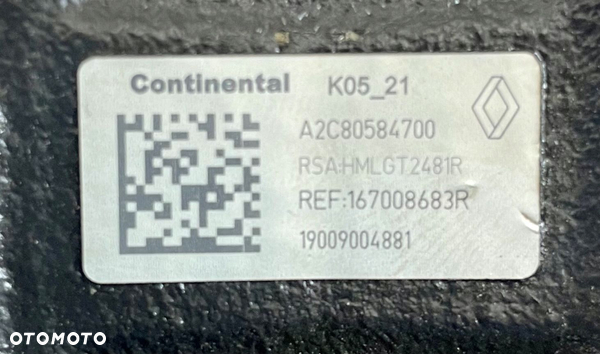 Continental K05_21
A2C80584700
RSA:HMLGT2481R
REF:167008683R
19009004881
OTOMOTO